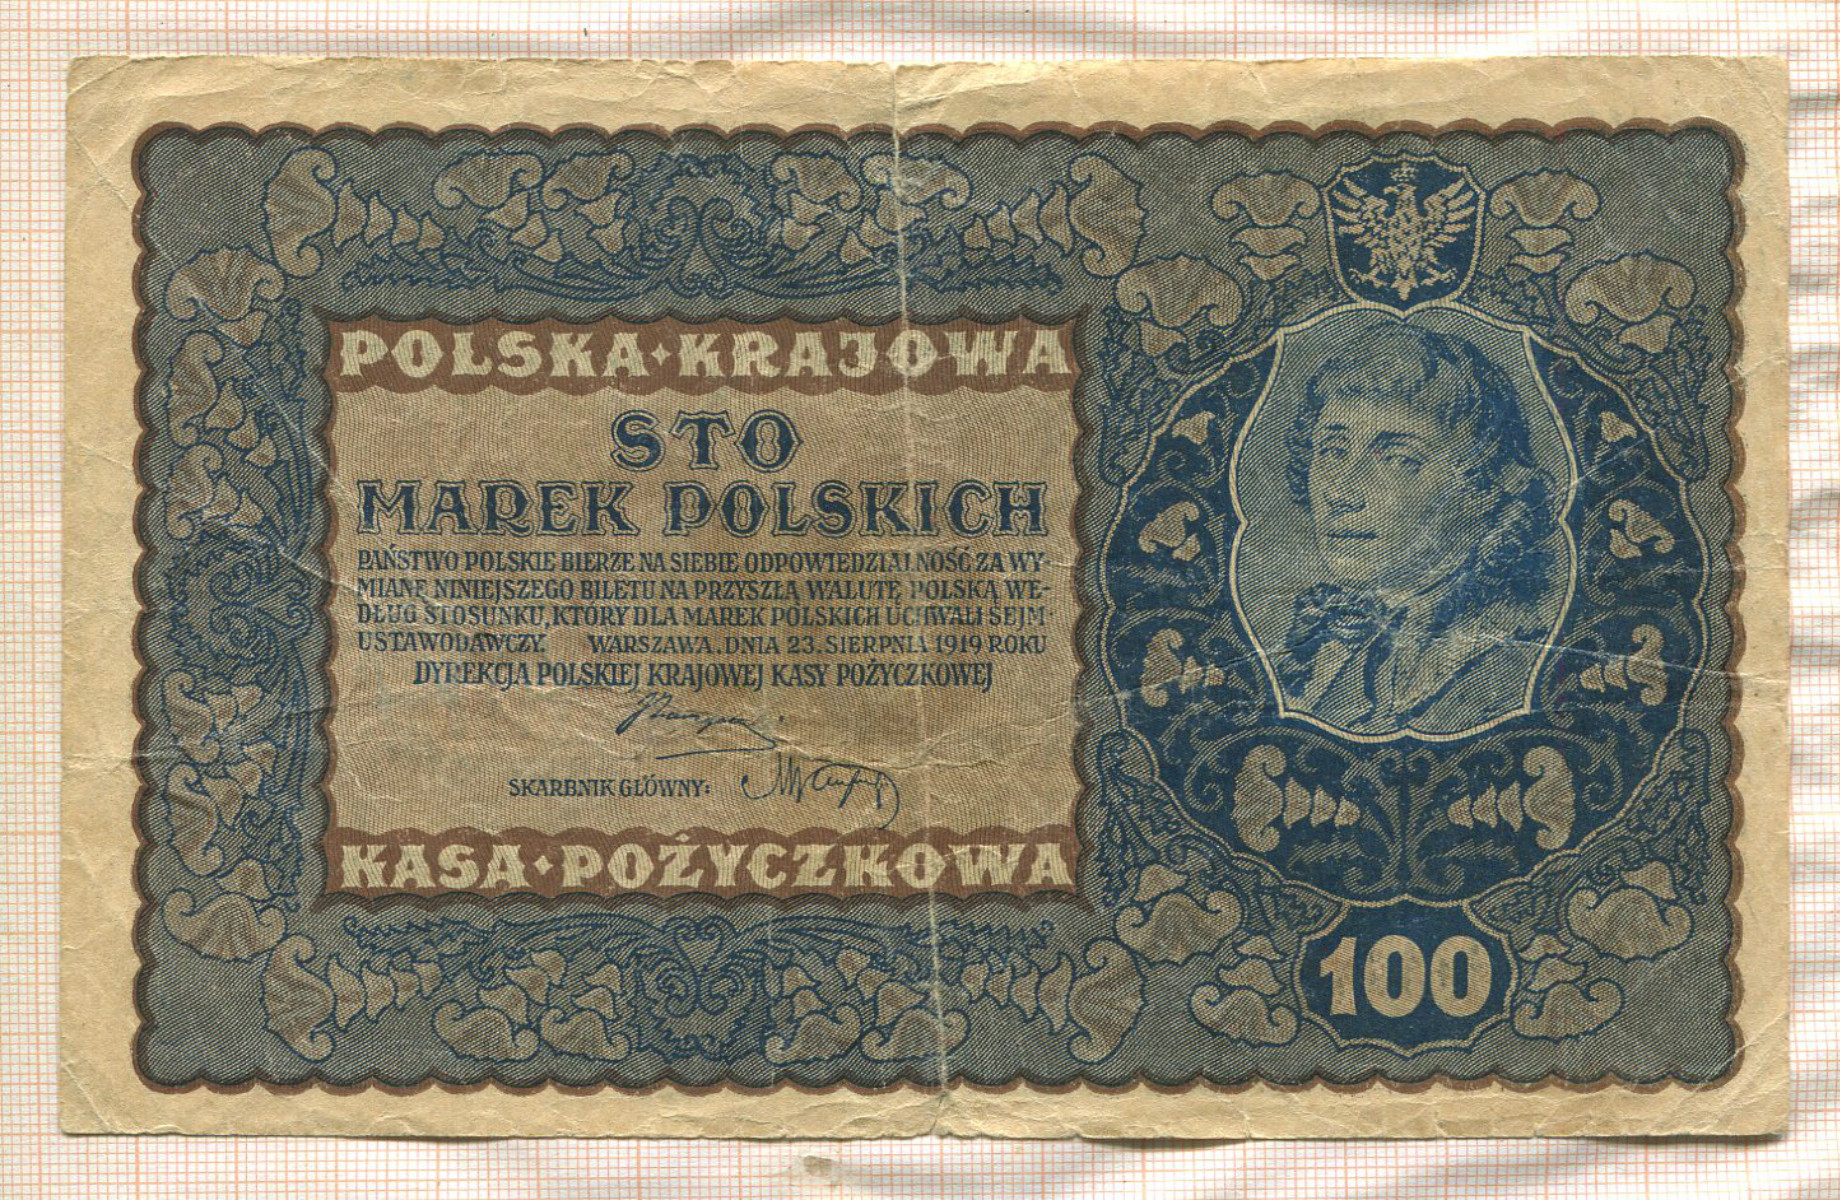 POLSKA·KRAJOWA
STO
MAREK POLSKICH
PAŃSTWO POLSKIE BIERZE NA SIEBIE ODPOWIEDZIALNOŚĆ ZA WY-
MIANĘ NINIEJSZEGO BILETU NA PRZYSZŁĄ WALUTĘ POLSKĄ WE-
DŁUG STOSUNKU, KTÓRY DLA MAREK POLSKICH UCHWALI SEJM
USTAWODAWCZY. WARSZAWA. DNIA 23. SIERPNIA 1919 ROKU
DYREKCJA POLSKIEJ KRAJOWEJ KASY POŻYCZKOWEJ
SKARBNIK GŁÓWNY:
KASA·POŻYCZKOWA
100